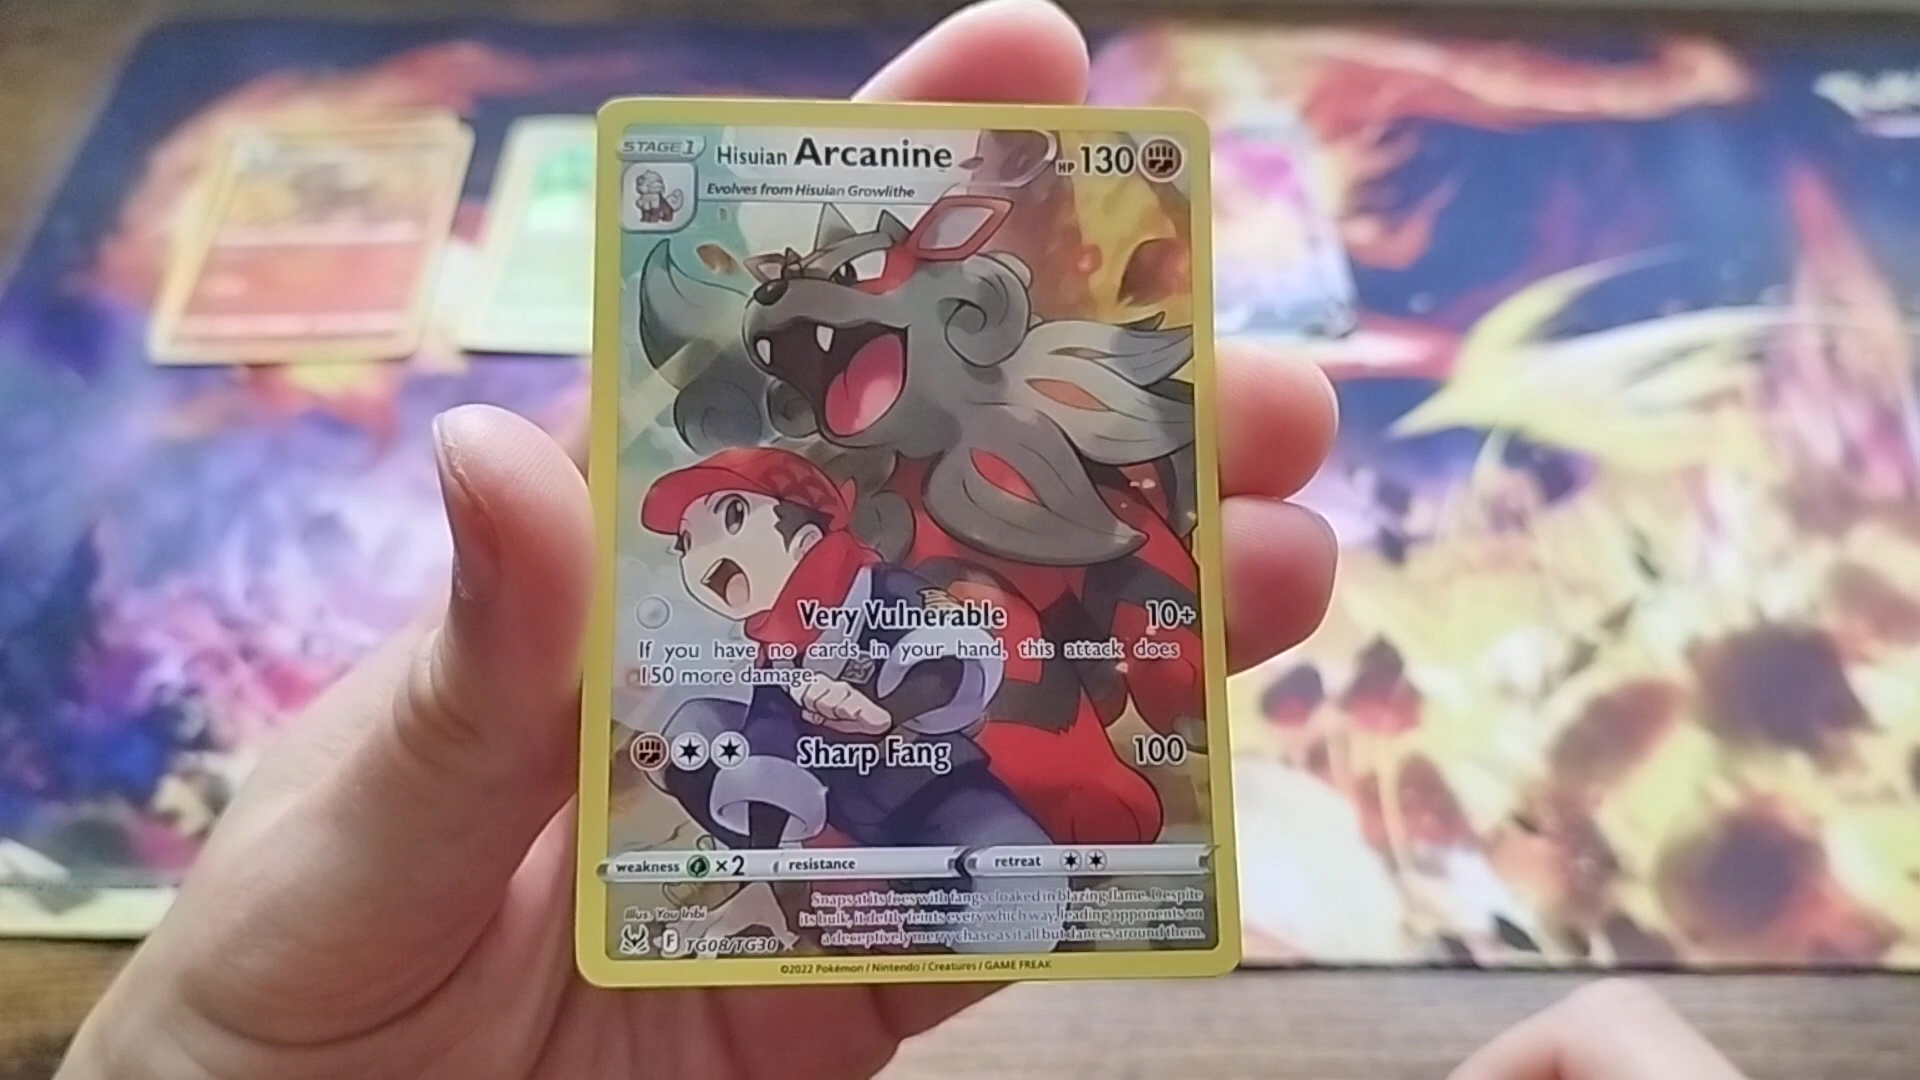 STAGE 1 Hisuian Arcanine HP 130
Evolves from Hisuian Growlithe
Very Vulnerable 10+
If you have no cards in your hand, this attack does
150 more damage.
Sharp Fang 100
weakness ×2 resistance retreat
Snaps at its foes with fangs cloaked in blazing flame. Despite
its bulk, it deftly feints every which way, leading opponents on
a deceptively merry chase as it all but dances around them.
Illus. You Iribi
F TG08/TG30
©2022 Pokémon / Nintendo / Creatures / GAME FREAK